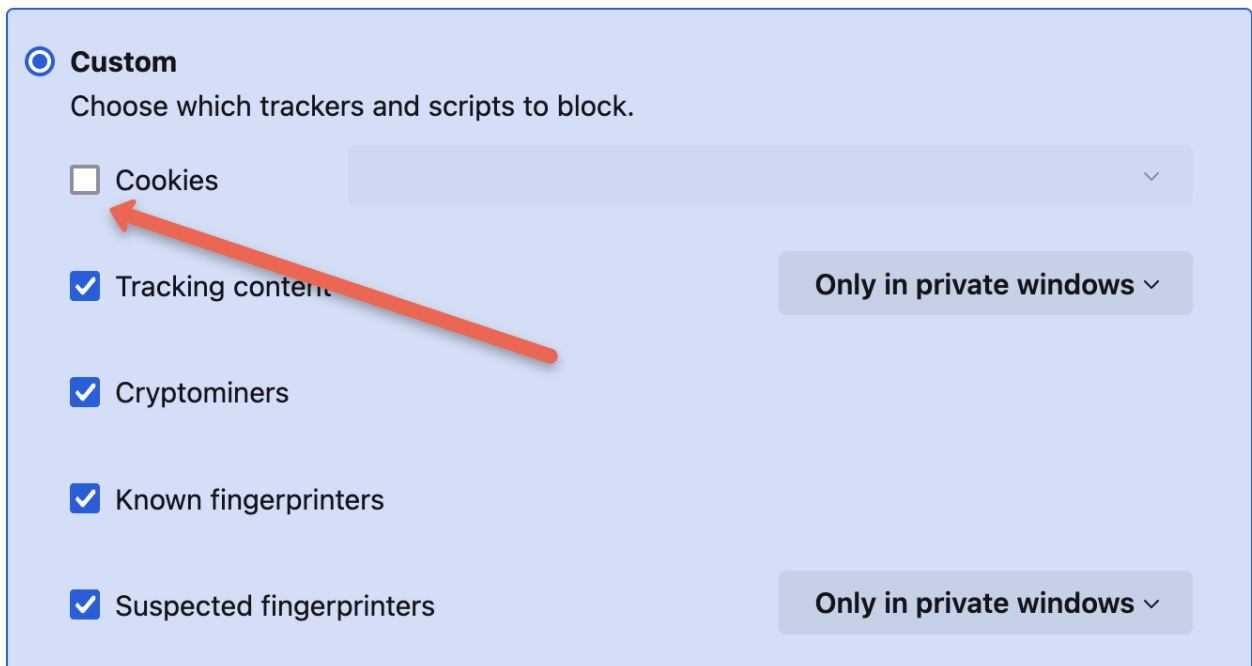 Custom
Choose which trackers and scripts to block.
Cookies
Tracking content
Only in private windows
Cryptominers
Known fingerprinters
Suspected fingerprinters
Only in private windows